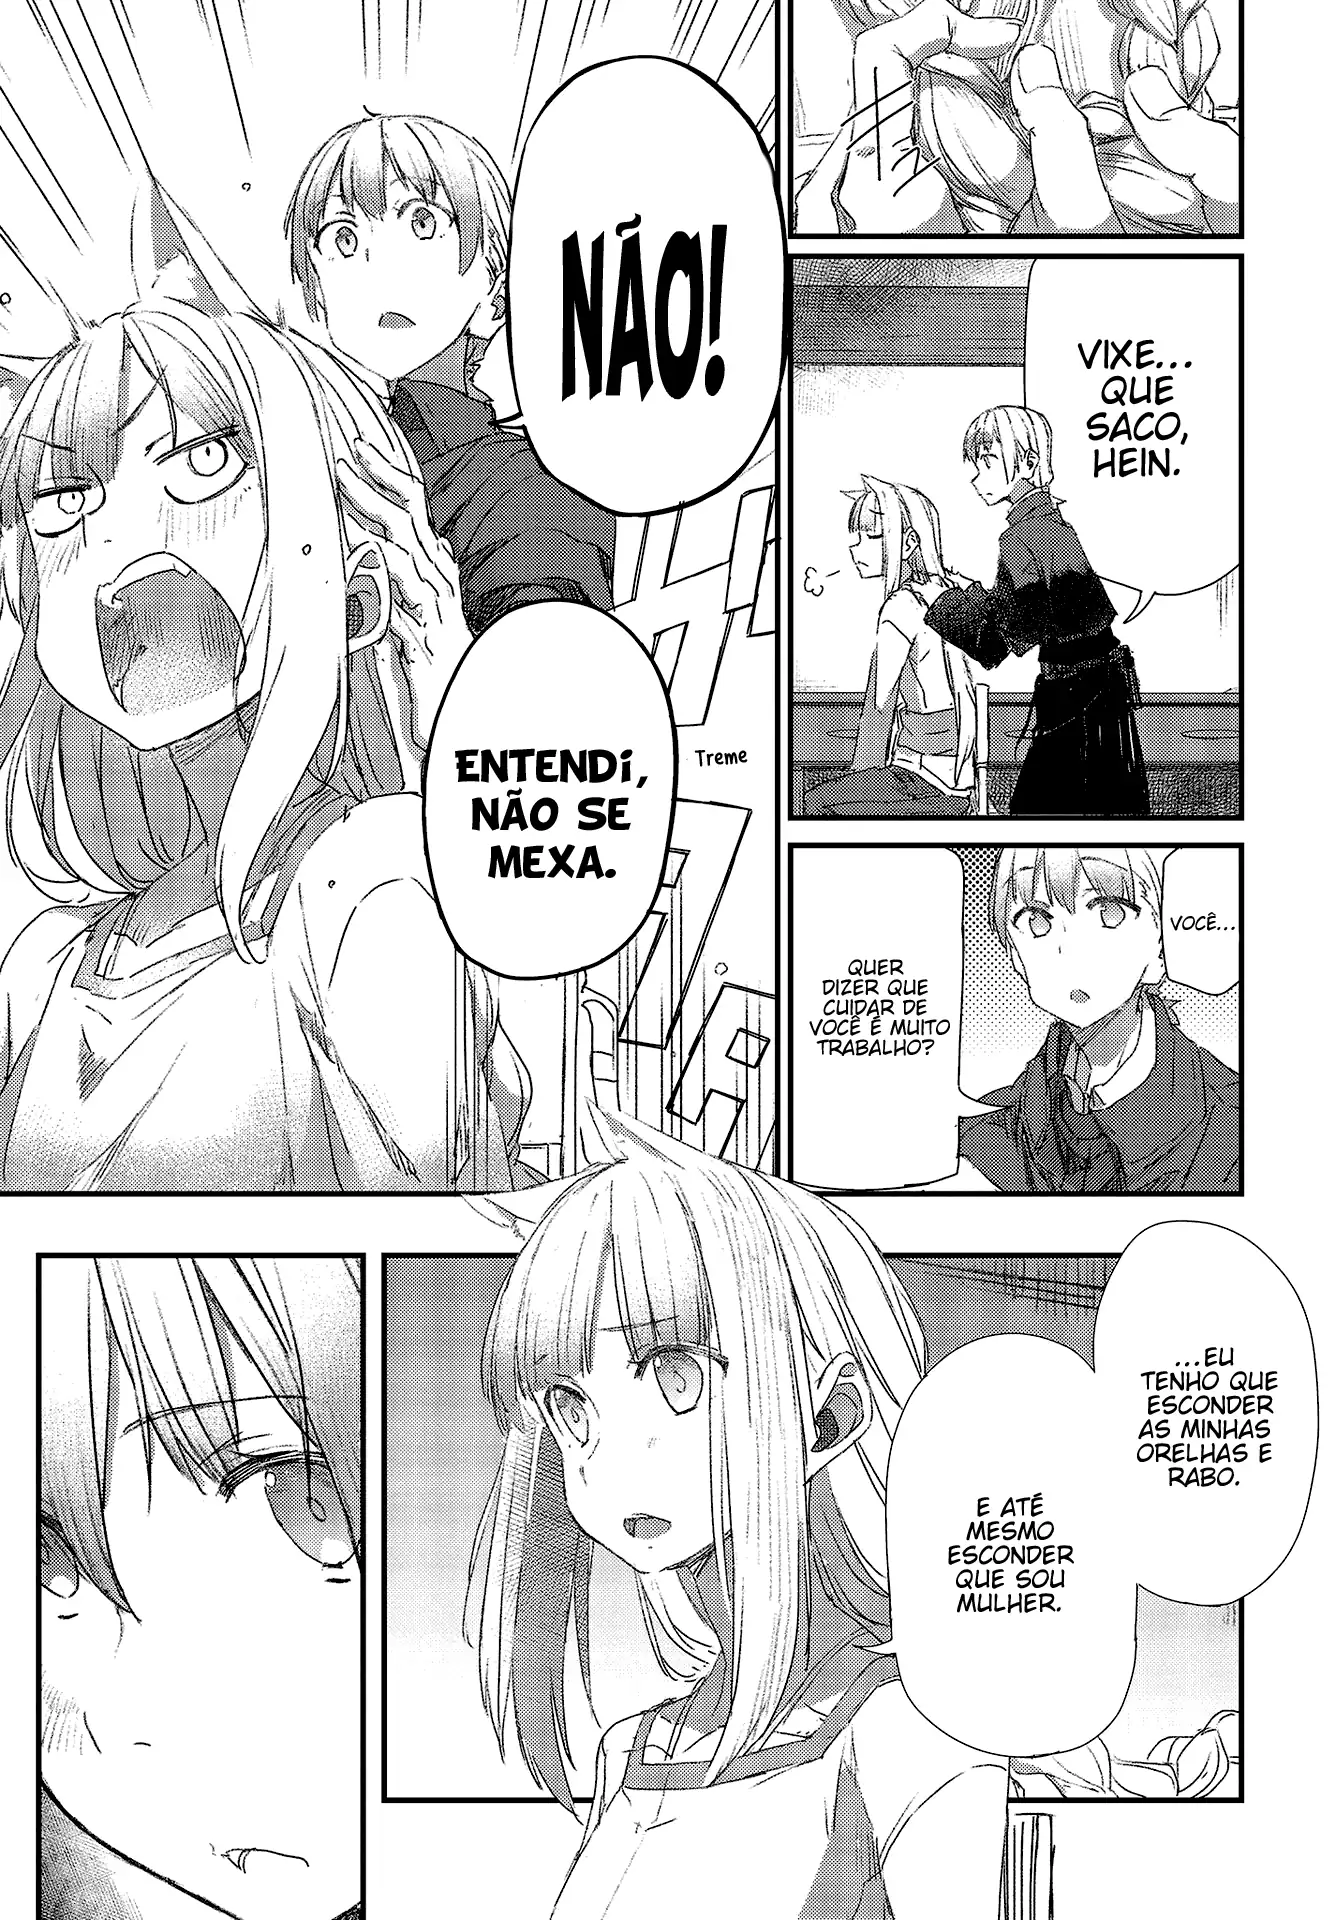 VIXE...
QUE
SACO,
HEIN.
VOCÊ...
QUER
DIZER QUE
CUIDAR DE
VOCÊ É MUITO
TRABALHO?
NÃO!
ENTENDi,
NÃO SE
MEXA.
Treme
...EU
TENHO QUE
ESCONDER
AS MINHAS
ORELHAS E
RABO.
E ATÉ
MESMO
ESCONDER
QUE SOU
MULHER.